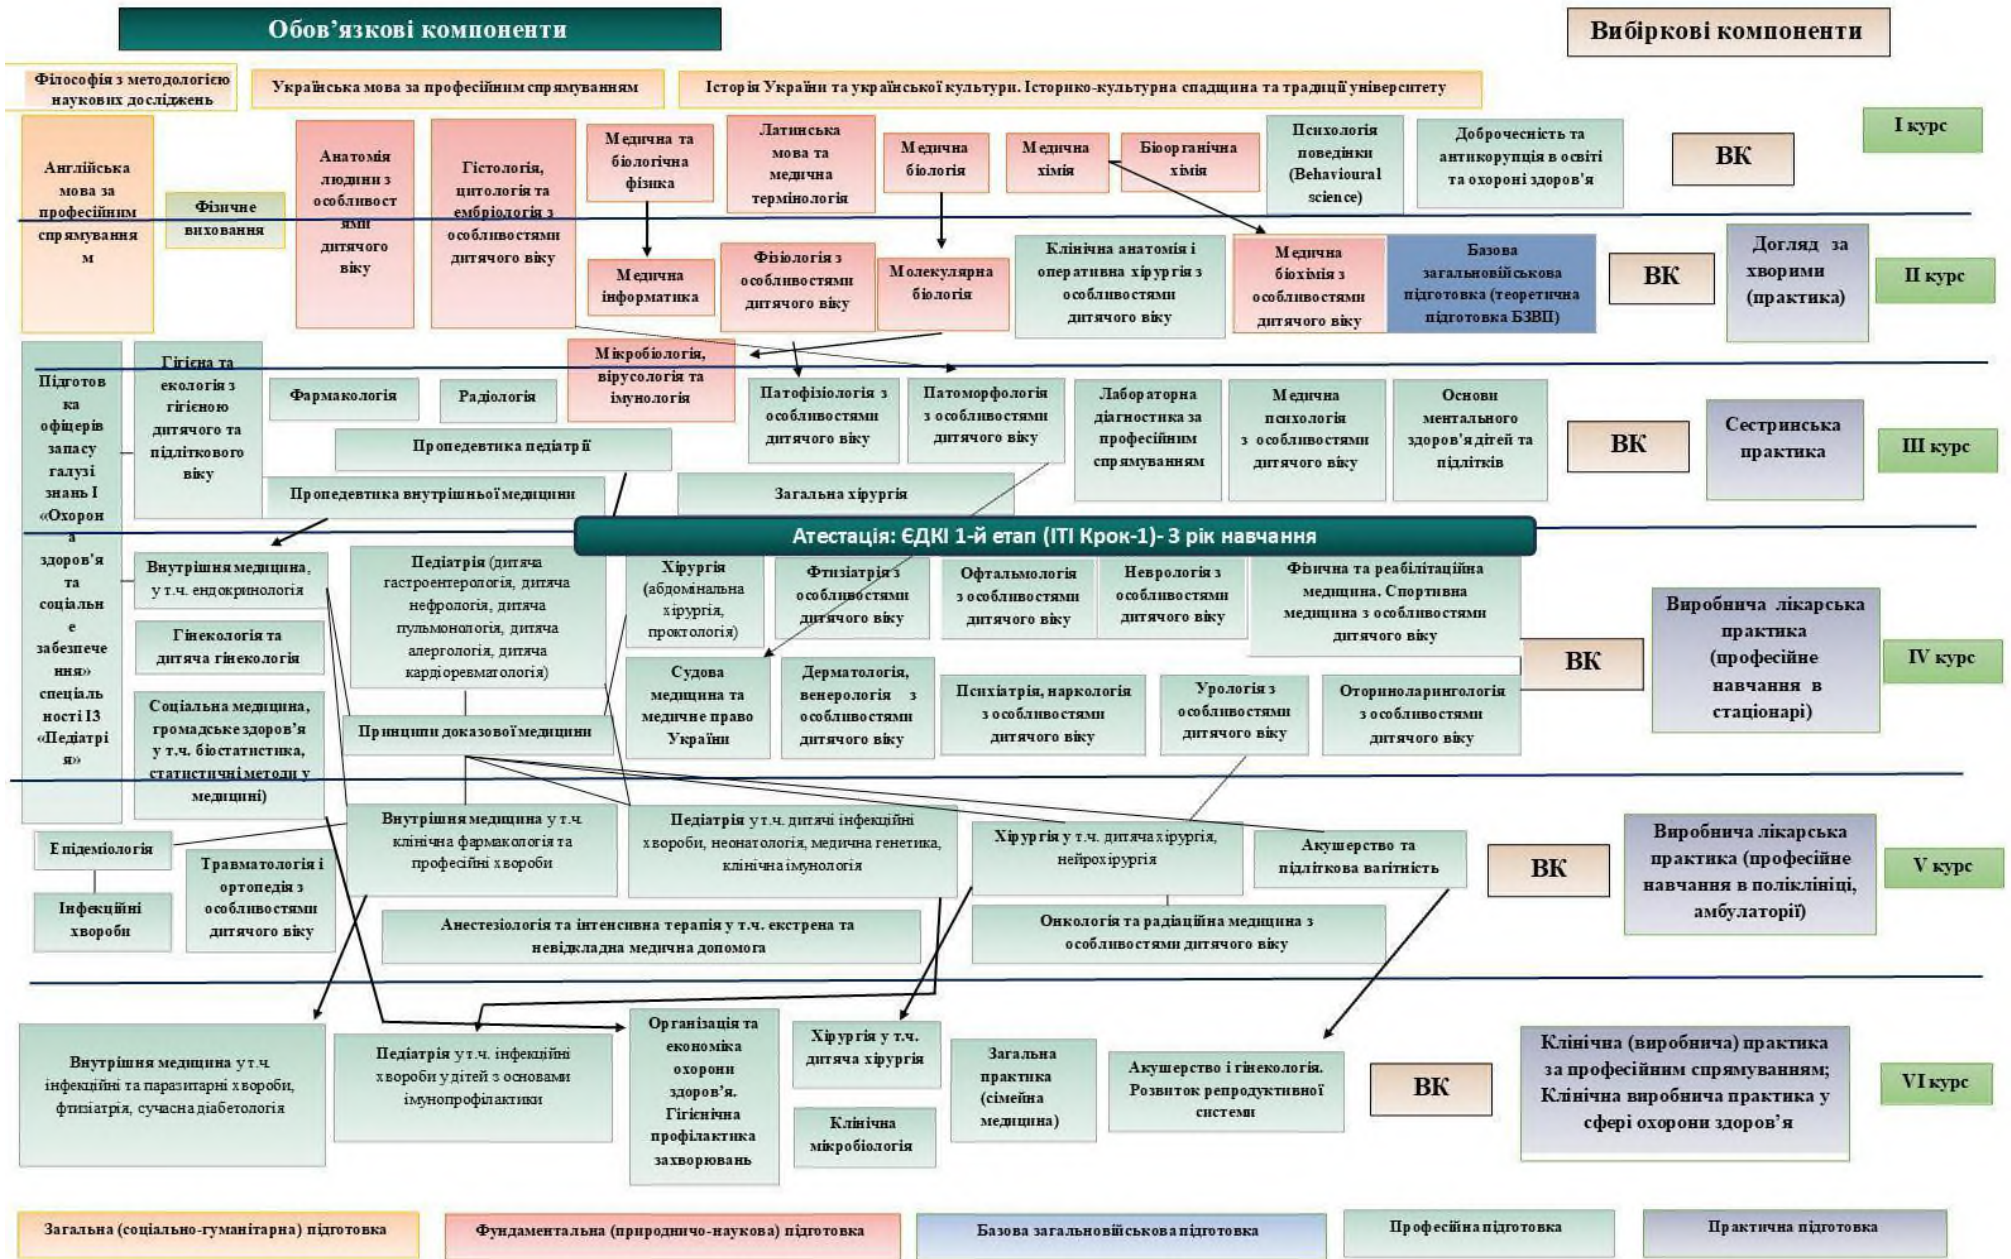 Обов’язкові компоненти
Вибіркові компоненти
Філософія з методологією
наукових досліджень
Українська мова за професійним спрямуванням
Історія України та української культури. Історико-культурна спадщина та традиції університету
І курс
Англійська
мова за
професійним
спрямуванн
м
Фізичне
виховання
Анатомія
людини з
особливост
ями
дитячого
віку
Гістологія,
цитологія та
ембріологія з
особливостями
дитячого віку
Медична та
біологічна
фізика
Латинська
мова та
медична
термінологія
Медична
біологія
Медична
хімія
Біорганічна
хімія
Психологія
поведінки
(Behavioural
science)
Доброчесність та
антикорупція в освіті
та охороні здоров'я
ВК
Медична
інформатика
Фізіологія з
особливостями
дитячого віку
Молекулярна
біологія
Клінічна анатомія і
оперативна хірургія з
особливостями
дитячого віку
Медична
біохімія з
особливостями
дитячого віку
Базова
загальновійськова
підготовка (теоретична
підготовка БЗВП)
ВК
Догляд за
хворими
(практика)
ІІ курс
Підготов
ка
офіцерів
запасу
галузі
знань І
«Охорон
а
здоров'я
та
соціальн
е
забезпече
ння»
спеціаль
ності І3
«Педіатрі
я»
Гігієна та
екологія з
гігієною
дитячого та
підліткового
віку
Фармакологія
Радіологія
Мікробіологія,
вірусологія та
імунологія
Патофізіологія з
особливостями
дитячого віку
Патоморфологія
з особливостями
дитячого віку
Лабораторна
діагностика за
професійним
спрямуванням
Медична
психологія
з особливостями
дитячого віку
Основи
ментального
здоров'я дітей та
підлітків
ВК
Сестринська
практика
ІІІ курс
Пропедевтика педіатрії
Пропедевтика внутрішньої медицини
Загальна хірургія
Атестація: ЄДКІ 1-й етап (ІТІ Крок-1)- 3 рік навчання
Внутрішня медицина,
у т.ч. ендокринологія
Педіатрія (дитяча
гастроентерологія, дитяча
нефрологія, дитяча
пульмонологія, дитяча
алергологія, дитяча
кардіоревматологія)
Хірургія
(абдомінальна
хірургія,
проктологія)
Фтизіатрія з
особливостями
дитячого віку
Офтальмологія
з особливостями
дитячого віку
Неврологія з
особливостями
дитячого віку
Фізична та реабілітаційна
медицина. Спортивна
медицина з особливостями
дитячого віку
ВК
Виробнича лікарська
практика
(професійне
навчання в
стаціонарі)
ІV курс
Гінекологія та
дитяча гінекологія
Соціальна медицина,
громадське здоров’я
у т.ч. біостатистика,
статистичні методи у
медицині)
Принципи доказової медицини
Судова
медицина та
медичне право
України
Дерматологія,
венерологія з
особливостями
дитячого віку
Психіатрія, наркологія
з особливостями
дитячого віку
Урологія з
особливостями
дитячого віку
Оториноларингологія
з особливостями
дитячого віку
Епідеміологія
Інфекційні
хвороби
Травматологія і
ортопедія з
особливостями
дитячого віку
Внутрішня медицина у т.ч.
клінічна фармакологія та
професійні хвороби
Педіатрія у т.ч. дитячі інфекційні
хвороби, неонатологія, медична генетика,
клінічна імунологія
Хірургія у т.ч. дитяча хірургія,
нейрохірургія
Акушерство та
підліткова вагітність
ВК
Виробнича лікарська
практика (професійне
навчання в поліклініці,
амбулаторії)
V курс
Анестезіологія та інтенсивна терапія у т.ч. екстрена та
невідкладна медична допомога
Онкологія та радіаційна медицина з
особливостями дитячого віку
Внутрішня медицина у т.ч.
інфекційні та паразитарні хвороби,
фтизіатрія, сучасна діабетологія
Педіатрія у т.ч. інфекційні
хвороби у дітей з основами
імунопрофілактики
Організація та
економіка
охорони
здоров’я.
Гігієнічна
профілактика
захворювань
Хірургія у т.ч.
дитяча хірургія
Клінічна
мікробіологія
Загальна
практика
(сімейна
медицина)
Акушерство і гінекологія.
Розвиток репродуктивної
системи
ВК
Клінічна (виробнича) практика
за професійним спрямуванням;
Клінічна виробнича практика у
сфері охорони здоров’я
VI курс
Загальна (соціально-гуманітарна) підготовка
Фундаментальна (природничо-наукова) підготовка
Базова загальновійськова підготовка
Професійна підготовка
Практична підготовка